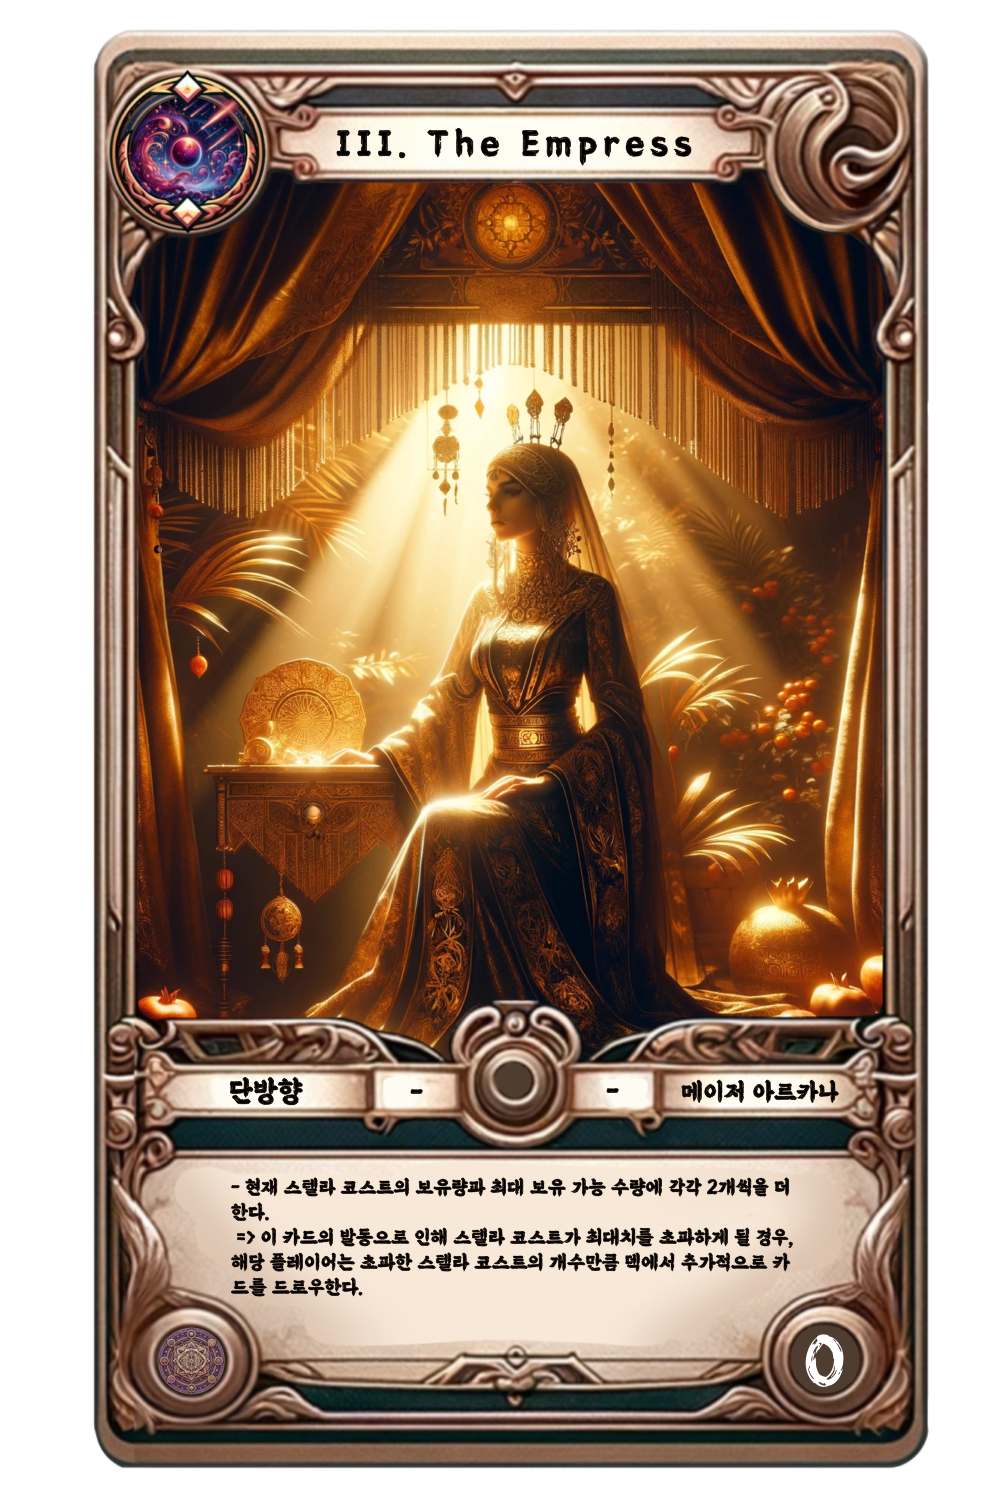 III. The Empress
단방향
-
-
메이저 아르카나
- 현재 스텔라 코스트의 보유량과 최대 보유 가능 수량에 각각 2개씩을 더
한다.
=> 이 카드의 발동으로 인해 스텔라 코스트가 최대치를 초과하게 될 경우,
해당 플레이어는 초과한 스텔라 코스트의 개수만큼 덱에서 추가적으로 카
드를 드로우한다.
0